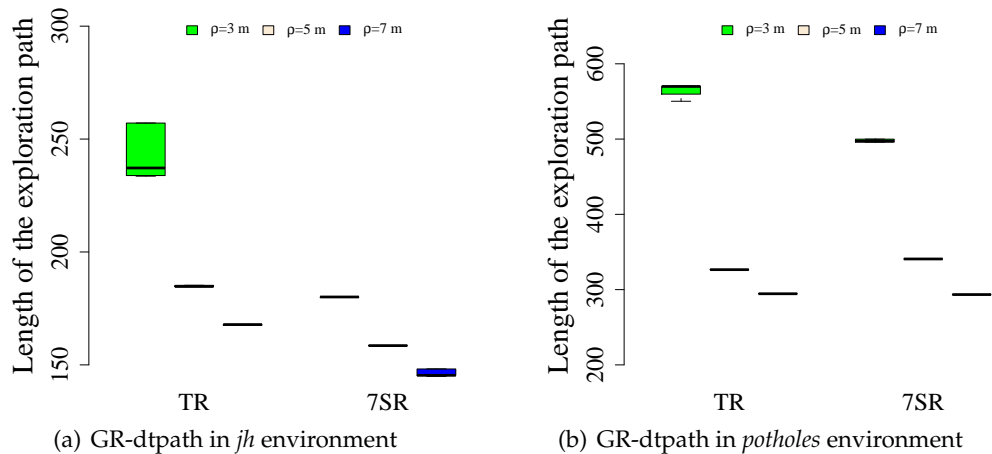 ρ=3 m ρ=5 m ρ=7 m
Length of the exploration path
300
250
200
150
TR 7SR
(a) GR-dtpath in jh environment
ρ=3 m ρ=5 m ρ=7 m
Length of the exploration path
600
500
400
300
200
TR 7SR
(b) GR-dtpath in potholes environment